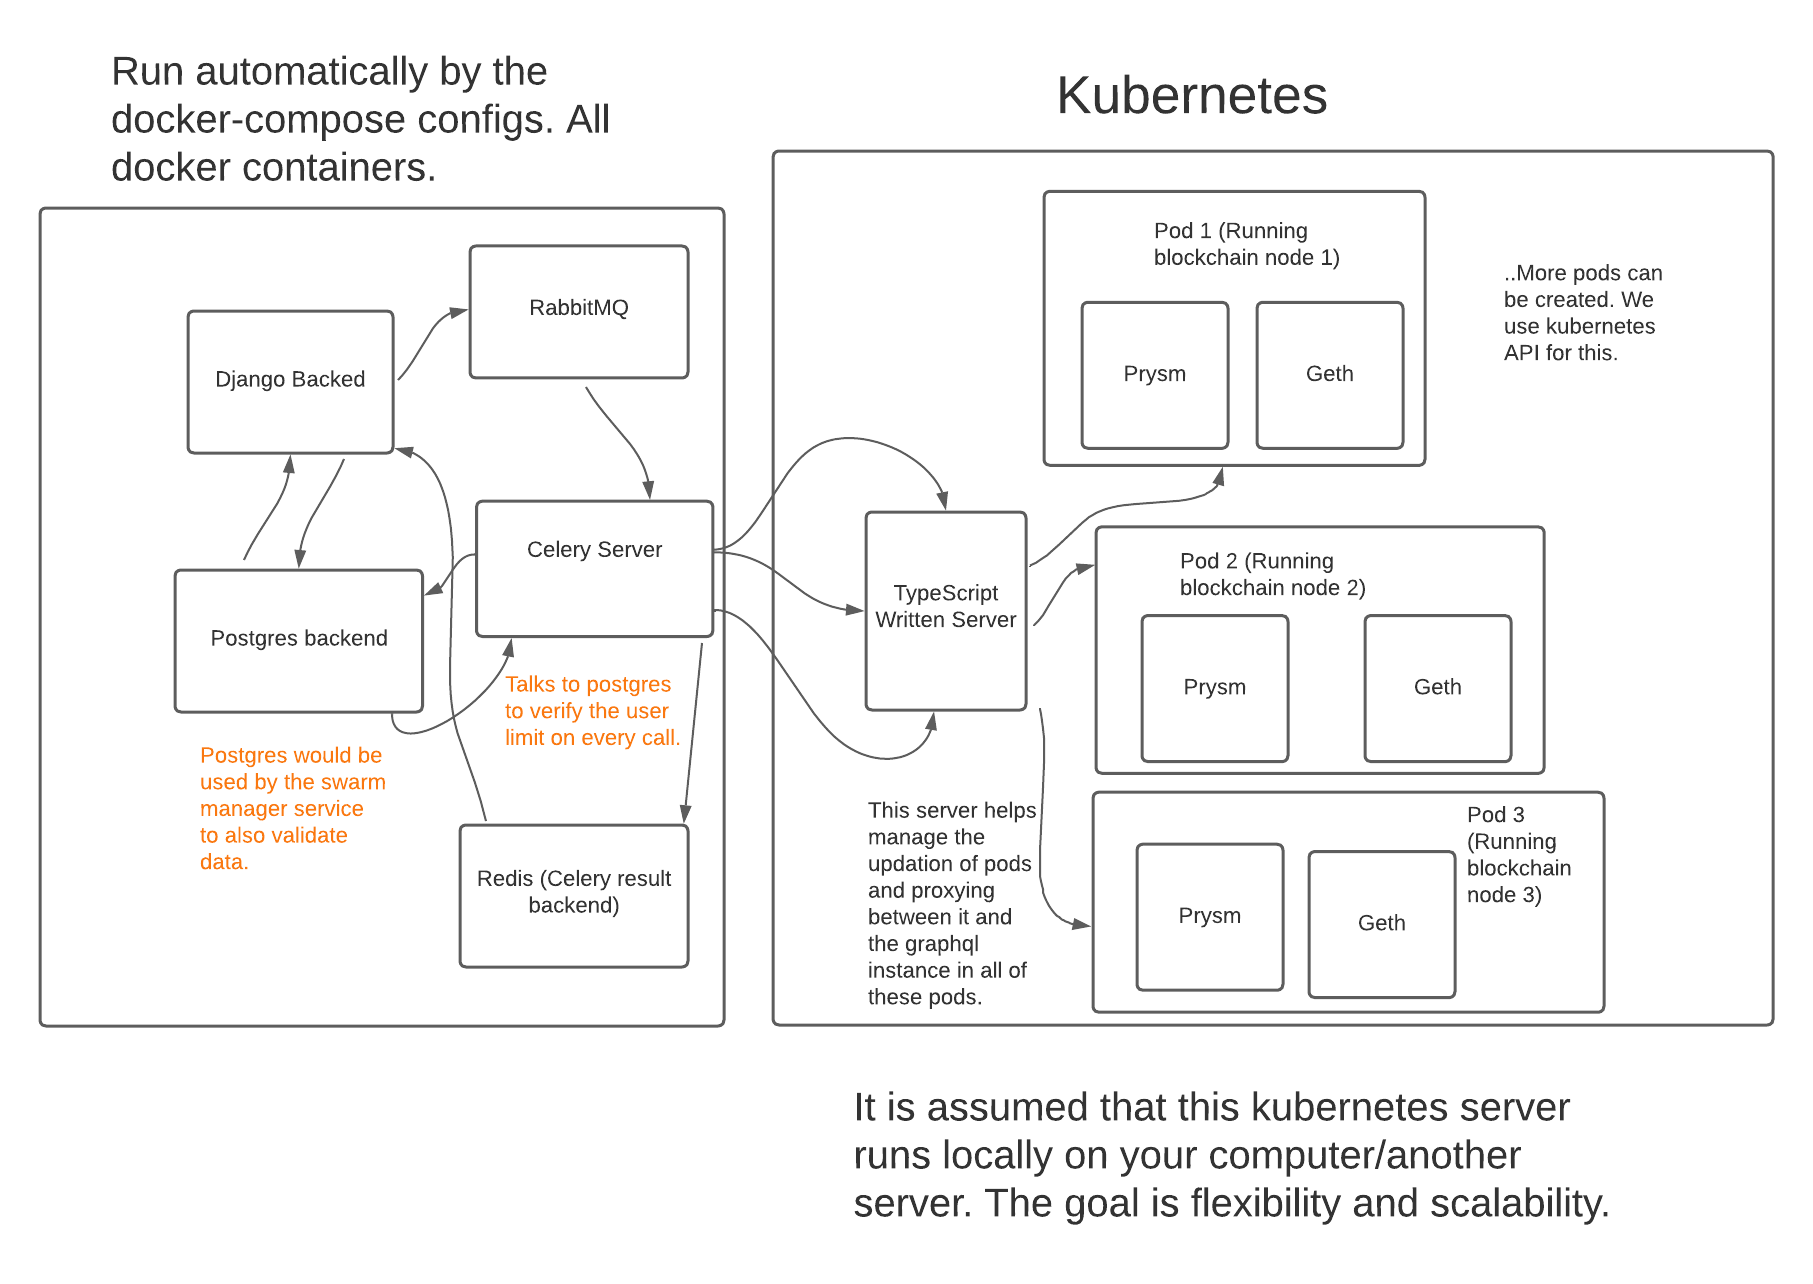 Run automatically by the
docker-compose configs. All
docker containers.
Kubernetes
RabbitMQ
Django Backed
Celery Server
Postgres backend
Talks to postgres
to verify the user
limit on every call.
Postgres would be
used by the swarm
manager service
to also validate
data.
Redis (Celery result
backend)
Pod 1 (Running
blockchain node 1)
Prysm
Geth
..More pods can
be created. We
use kubernetes
API for this.
TypeScript
Written Server
Pod 2 (Running
blockchain node 2)
Prysm
Geth
This server helps
manage the
updation of pods
and proxying
between it and
the graphql
instance in all of
these pods.
Pod 3
(Running
blockchain
node 3)
Prysm
Geth
It is assumed that this kubernetes server
runs locally on your computer/another
server. The goal is flexibility and scalability.